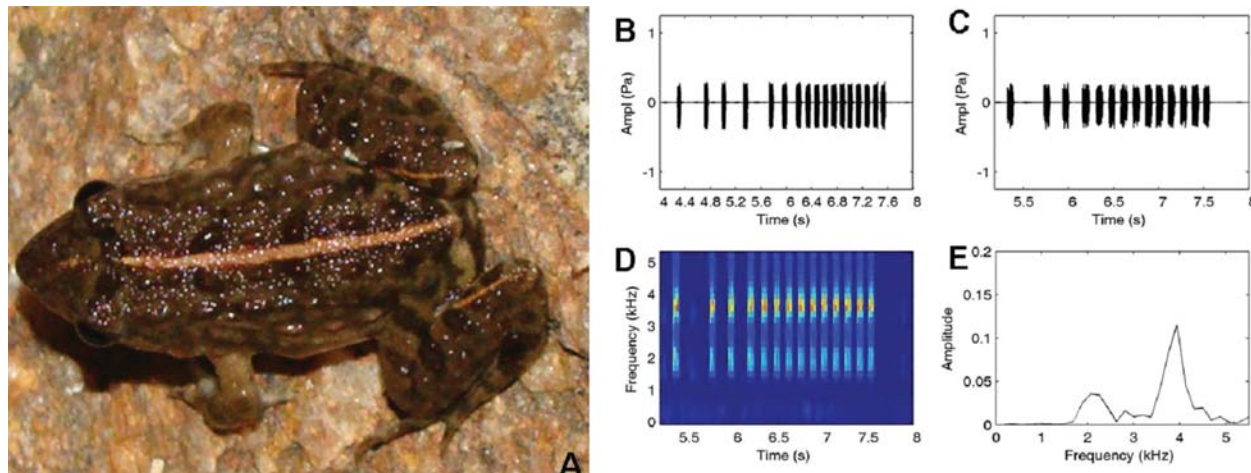 A
B
Ampl (Pa)
1
0
-1
4 4.4 4.8 5.2 5.6 6 6.4 6.8 7.2 7.6 8
Time (s)
C
Ampl (Pa)
1
0
-1
5.5 6 6.5 7 7.5 8
Time (s)
D
Frequency (kHz)
5
4
3
2
1
0
5.5 6 6.5 7 7.5 8
Time (s)
E
Amplitude
0.2
0.15
0.1
0.05
0
0 1 2 3 4 5
Frequency (kHz)